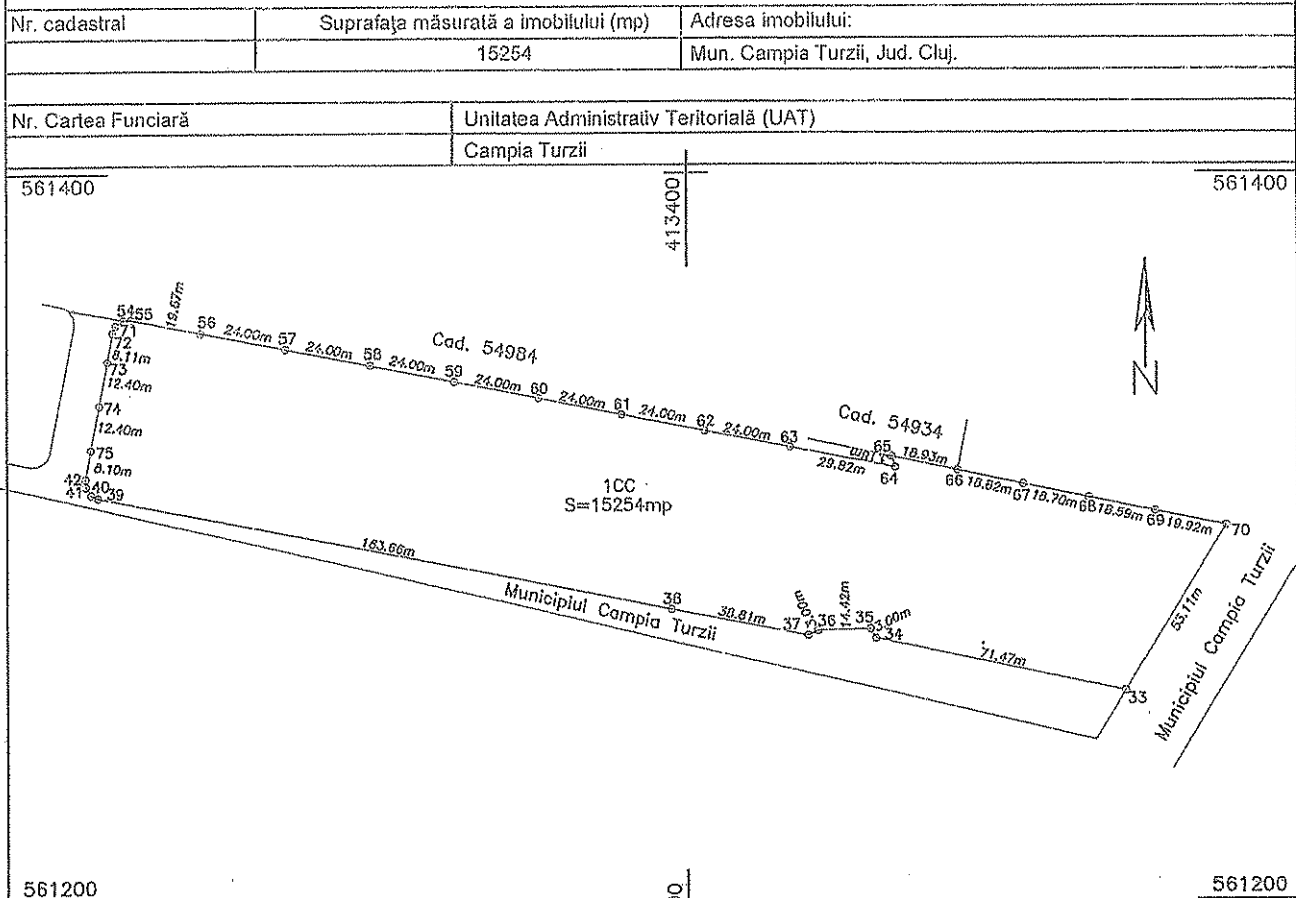 Nr. cadastral Suprafaţa măsurată a imobilului (mp) Adresa imobilului:
15254 Mun. Campia Turzii, Jud. Cluj.
Nr. Cartea Funciară Unitatea Administrativ Teritorială (UAT)
Campia Turzii
561400 413400 561400
54 55 19.67m 56 24.00m 57 24.00m 58 24.00m 59 24.00m 60 24.00m 61 24.00m 62 24.00m 63
Cad. 54984
Cad. 54934
71
72
8.11m
73
12.40m
74
12.40m
75
8.10m
42
41 40 39
29.82m 64
65 18.93m 66 18.82m 67 18.70m 68 18.59m 69 19.92m 70
N
1CC
S=15254mp
163.66m 38 38.81m 37
36 14.42m 35 3.00m 34
71.47m 33
53.11m
Municipiul Campia Turzii
Municipiul Campia Turzii
561200 561200